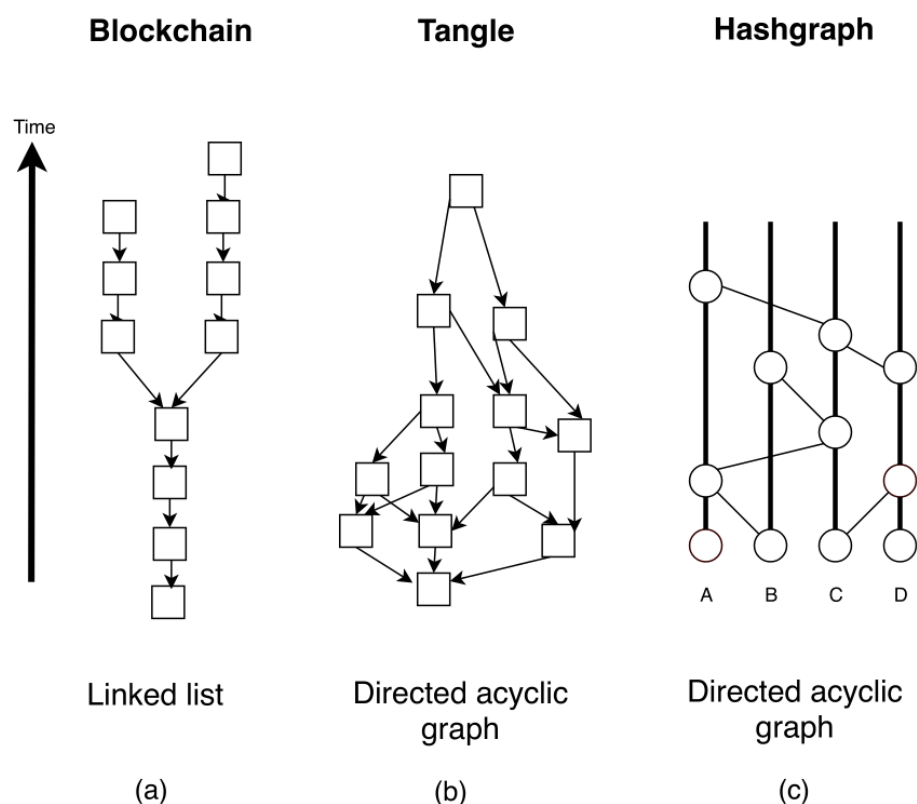 Blockchain
Tangle
Hashgraph
Time
A
B
C
D
Linked list
Directed acyclic
graph
Directed acyclic
graph
(a)
(b)
(c)